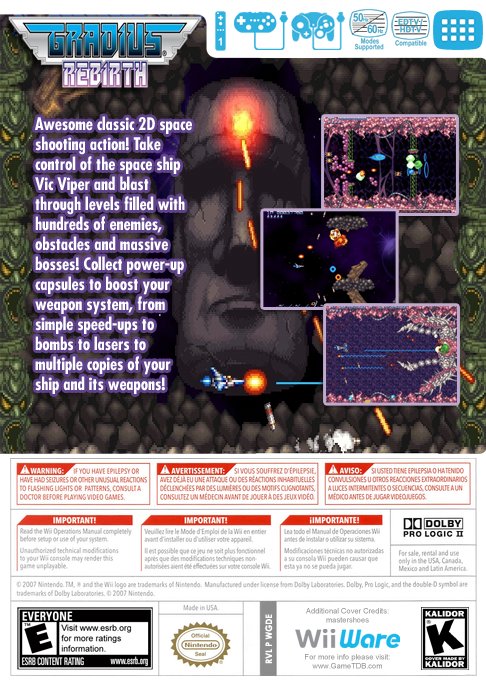 GRADIUS
REBIRTH
1
50Hz
60Hz
Modes
Supported
EDTV/
HDTV
Compatible
Awesome classic 2D space
shooting action! Take
control of the space ship
Vic Viper and blast
through levels filled with
hundreds of enemies,
obstacles and massive
bosses! Collect power-up
capsules to boost your
weapon system, from
simple speed-ups to
bombs to lasers to
multiple copies of your
ship and its weapons!
WARNING: IF YOU HAVE EPILEPSY OR
HAVE HAD SEIZURES OR OTHER UNUSUAL REACTIONS
TO FLASHING LIGHTS OR PATTERNS, CONSULT A
DOCTOR BEFORE PLAYING VIDEO GAMES.
AVERTISSEMENT: SI VOUS SOUFFREZ D'ÉPILEPSIE,
AVEZ DÉJÀ EU UNE ATTAQUE OU DES RÉACTIONS INHABITUELLES
DÉCLENCHÉES PAR DES LUMIÈRES OU DES MOTIFS CLIGNOTANTS,
CONSULTEZ UN MÉDECIN AVANT DE JOUER À DES JEUX VIDÉO.
AVISO: SI USTED TIENE EPILEPSIA O HA TENIDO
CONVULSIONES U OTROS REACCIONES EXTRAORDINARIOS
A LUCES INTERMITENTES O SECUENCIAS, CONSULTE A UN
MÉDICO ANTES DE JUGAR VIDEOJUEGOS.
IMPORTANT!
Read the Wii Operations Manual completely
before setup or use of your system.
Unauthorized technical modifications
to your Wii console may render this
game unplayable.
IMPORTANT!
Veuillez lire le Mode d'Emploi de la Wii en entier
avant d'installer ou d'utiliser votre appareil.
Il est possible que ce jeu ne soit plus fonctionnel
après que des modifications techniques non-
autorisées aient été effectuées sur votre console Wii.
¡IMPORTANTE!
Lea todo el Manual de Operaciones Wii
antes de instalar o utilizar su sistema.
Modificaciones técnicas no autorizadas
a su consola Wii pueden causar que
esta ya no se pueda jugar.
DOLBY
PRO LOGIC II
For sale, rental and use
only in the USA, Canada,
Mexico and Latin America.
© 2007 Nintendo. TM, ® and the Wii logo are trademarks of Nintendo. Manufactured under license from Dolby Laboratories. Dolby, Pro Logic, and the double-D symbol are
trademarks of Dolby Laboratories. © 2007 Nintendo.
EVERYONE
E
Visit www.esrb.org
for more ratings
information.
ESRB CONTENT RATING www.esrb.org
Made in USA
Official
Nintendo
Seal
RVL P WGDE
Additional Cover Credits:
mastershoes
WiiWare
For more info please visit:
www.GameTDB.com
KALIDOR
K
COVER MADE BY
KALIDOR